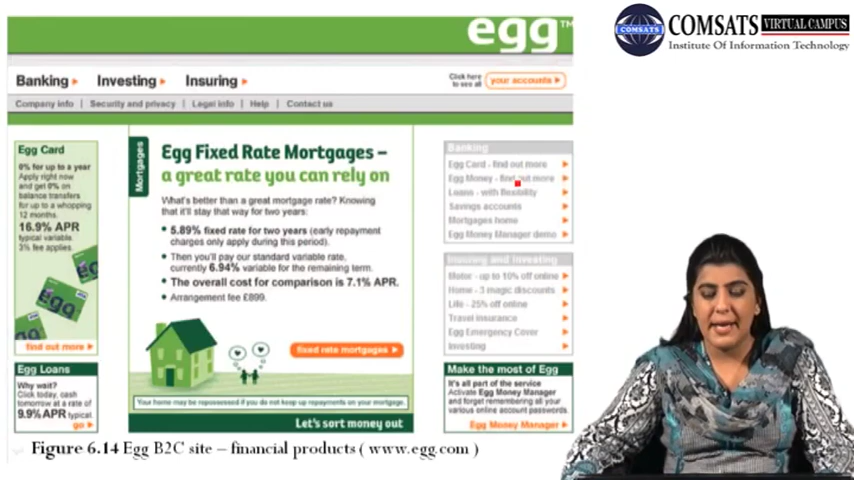 egg™
COMSATS VIRTUAL CAMPUS
Institute Of Information Technology
Banking Investing Insuring
Click here
to see all
your accounts
Company info | Security and privacy | Legal info | Help | Contact us
Egg Card
0% for up to a year
Apply right now
and get 0% on
balance transfers
for up to a whopping
12 months.
16.9% APR
typical variable.
3% fee applies.
egg
find out more
Egg Loans
Why wait?
Click today, cash
tomorrow at a rate of
9.9% APR typical.
go
Mortgages
Egg Fixed Rate Mortgages –
a great rate you can rely on
What's better than a great mortgage rate? Knowing
that it'll stay that way for two years:
• 5.89% fixed rate for two years (early repayment
charges only apply during this period).
• Then you'll pay our standard variable rate,
currently 6.94% variable for the remaining term.
• The overall cost for comparison is 7.1% APR.
• Arrangement fee £899.
fixed rate mortgages
Your home may be repossessed if you do not keep up repayments on your mortgage.
Let's sort money out
Banking
Egg Card - find out more
Egg Money - find out more
Loans - with flexibility
Savings accounts
Mortgages home
Egg Money Manager demo
Insuring and Investing
Motor - up to 10% off online
Home - 3 magic discounts
Life - 25% off online
Travel insurance
Egg Emergency Cover
Investing
Make the most of Egg
It's all part of the service
Activate Egg Money Manager
and forget remembering all your
various online account passwords.
Egg Money Manager
Figure 6.14 Egg B2C site – financial products ( www.egg.com )